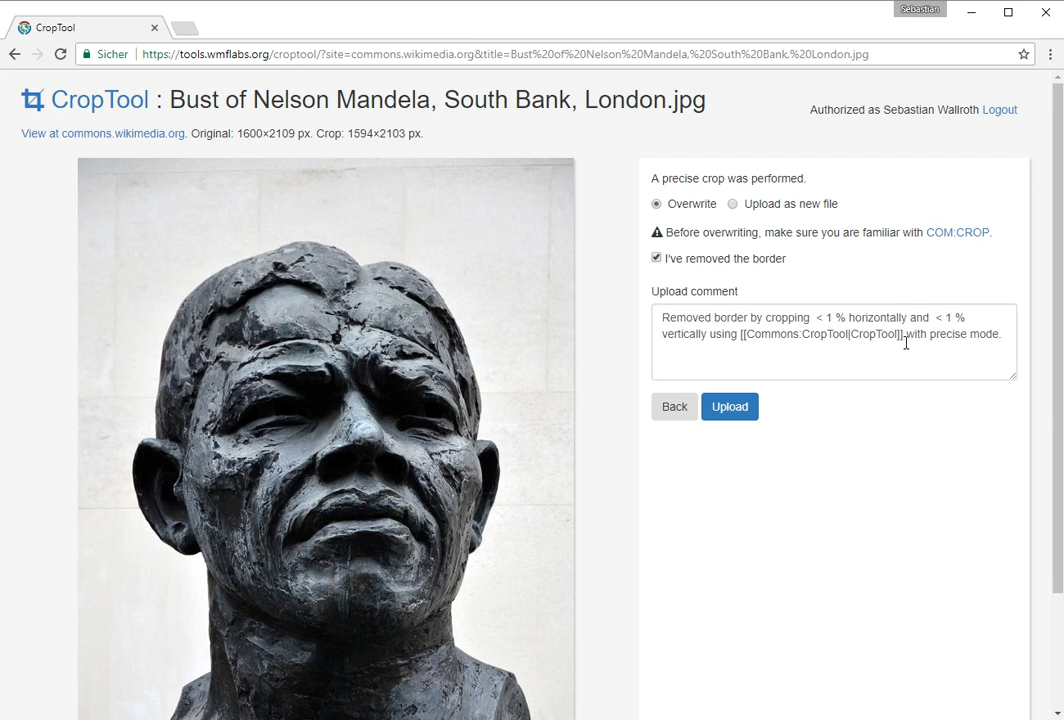 Sebastian
CropTool
Sicher https://tools.wmflabs.org/croptool/?site=commons.wikimedia.org&title=Bust%20of%20Nelson%20Mandela,%20South%20Bank,%20London.jpg
CropTool : Bust of Nelson Mandela, South Bank, London.jpg
Authorized as Sebastian Wallroth Logout
View at commons.wikimedia.org. Original: 1600×2109 px. Crop: 1594×2103 px.
A precise crop was performed.
Overwrite Upload as new file
Before overwriting, make sure you are familiar with COM:CROP.
I've removed the border
Upload comment
Removed border by cropping < 1 % horizontally and < 1 %
vertically using [[Commons:CropTool|CropTool]] with precise mode.
Back Upload